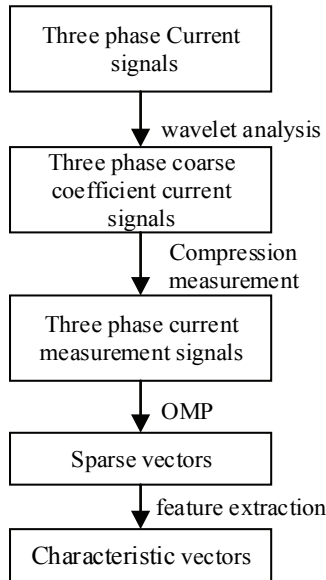 Three phase Current
signals
wavelet analysis
Three phase coarse
coefficient current
signals
Compression
measurement
Three phase current
measurement signals
OMP
Sparse vectors
feature extraction
Characteristic vectors